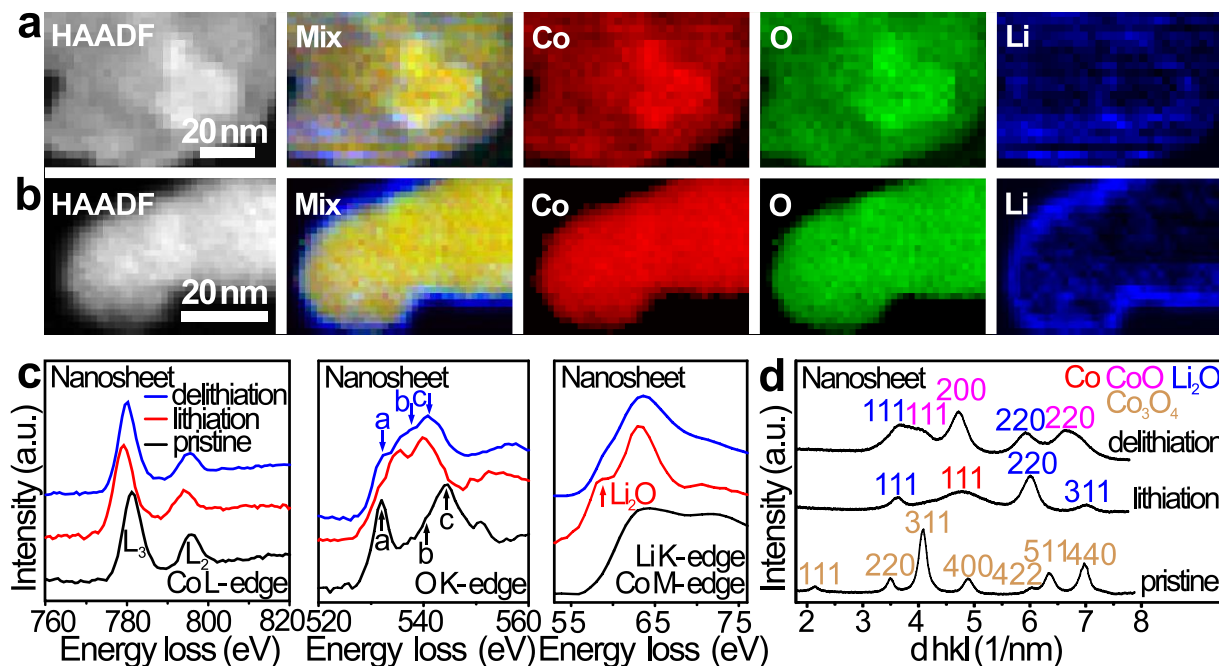 a HAADF Mix Co O Li
20 nm
b HAADF Mix Co O Li
20 nm
c Nanosheet Nanosheet Nanosheet d Nanosheet Co CoO Li₂O
Co₃O₄
delithiation
lithiation
pristine
L₃
L₂
Co L-edge
a
b
c
a
b
c
O K-edge
Li₂O
Li K-edge
Co M-edge
111
111
200
220
220
delithiation
111
111
220
311
lithiation
111
220
311
400
422
511
440
pristine
Intensity (a.u.)
760 780 800 820
Energy loss (eV)
520 540 560
Energy loss (eV)
55 65 75
Energy loss (eV)
Intensity (a.u.)
2 3 4 5 6 7 8
d hkl (1/nm)